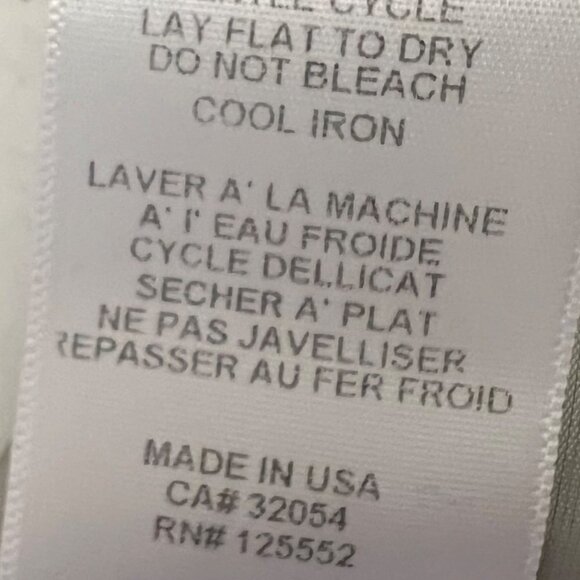 CYCLE
LAY FLAT TO DRY
DO NOT BLEACH
COOL IRON
LAVER A' LA MACHINE
A' I' EAU FROIDE
CYCLE DELLICAT
SECHER A' PLAT
NE PAS JAVELLISER
REPASSER AU FER FROID
MADE IN USA
CA# 32054
RN# 125552